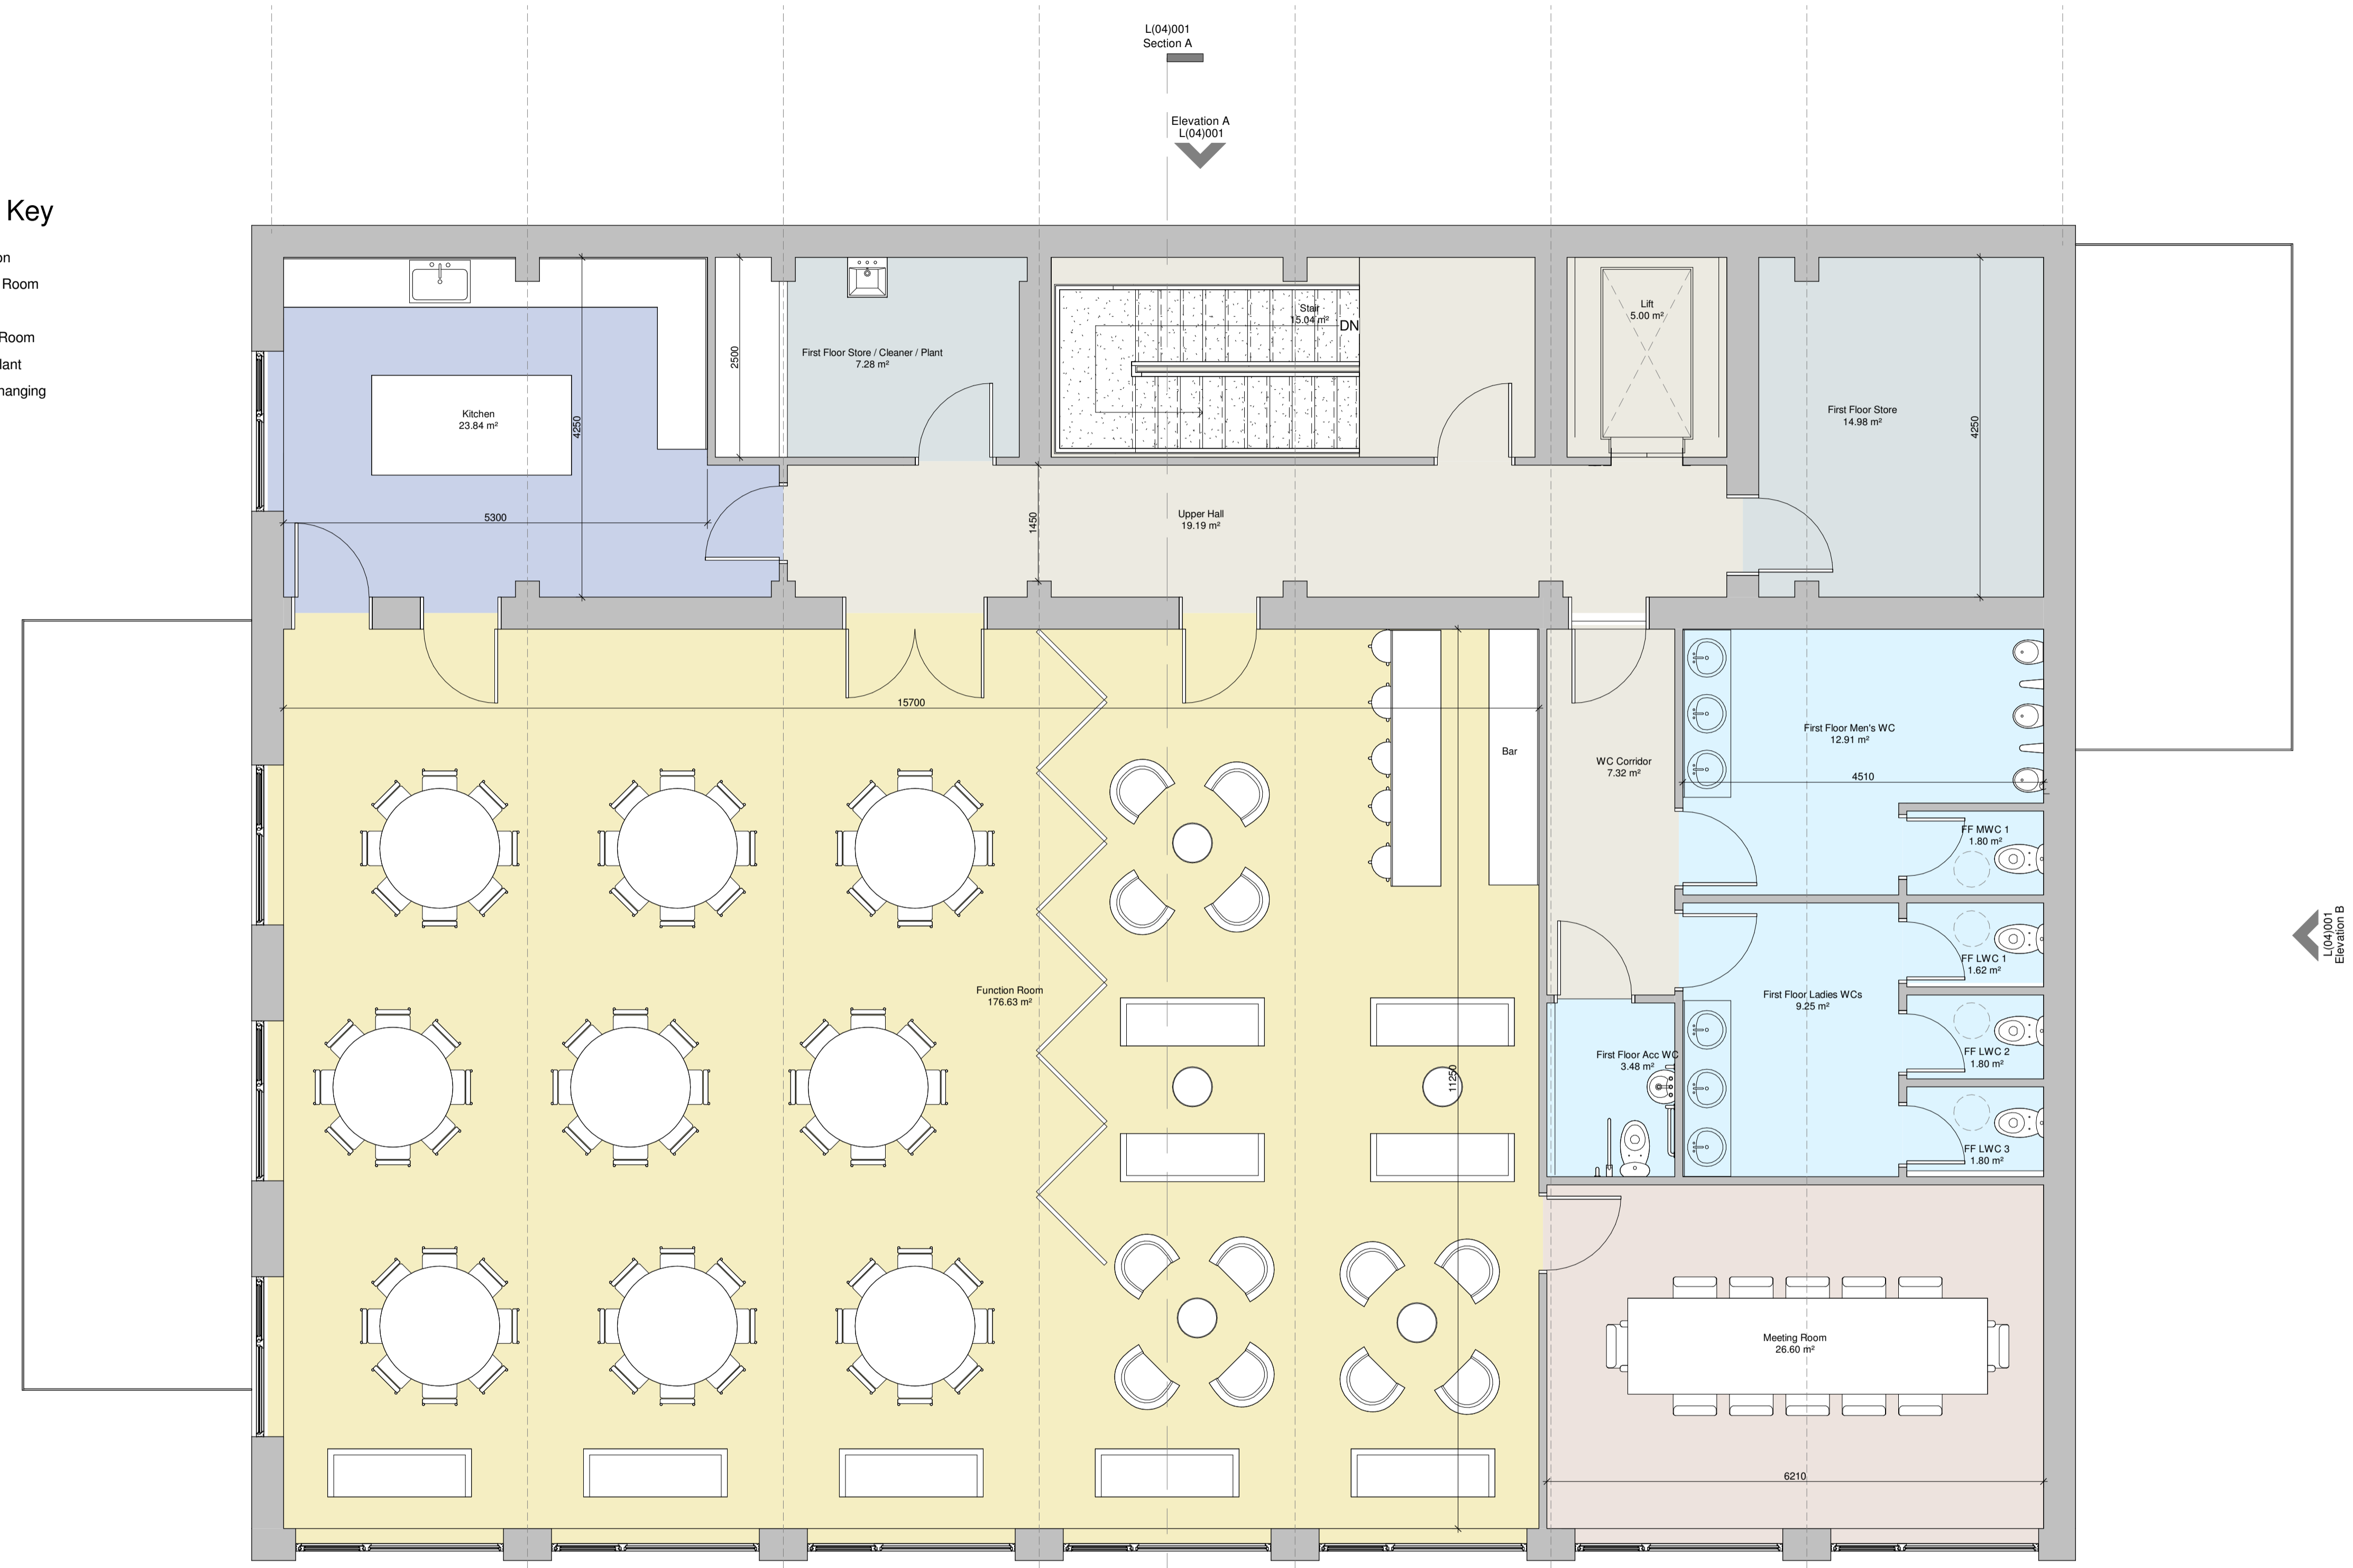 L(04)001
Section A
Elevation A
L(04)001
Key
on
Room
Room
lant
hanging
Stair
15.04 m²
DN
Lift
5.00 m²
First Floor Store / Cleaner / Plant
7.28 m²
2500
Kitchen
23.84 m²
4250
First Floor Store
14.98 m²
4250
5300
1450
Upper Hall
19.19 m²
15700
Bar
WC Corridor
7.32 m²
First Floor Men's WC
12.91 m²
4510
FF MWC 1
1.80 m²
FF LWC 1
1.62 m²
Function Room
176.63 m²
First Floor Ladies WCs
9.25 m²
L(04)001
Elevation B
First Floor Acc WC
3.48 m²
11250
FF LWC 2
1.80 m²
FF LWC 3
1.80 m²
Meeting Room
26.60 m²
6210